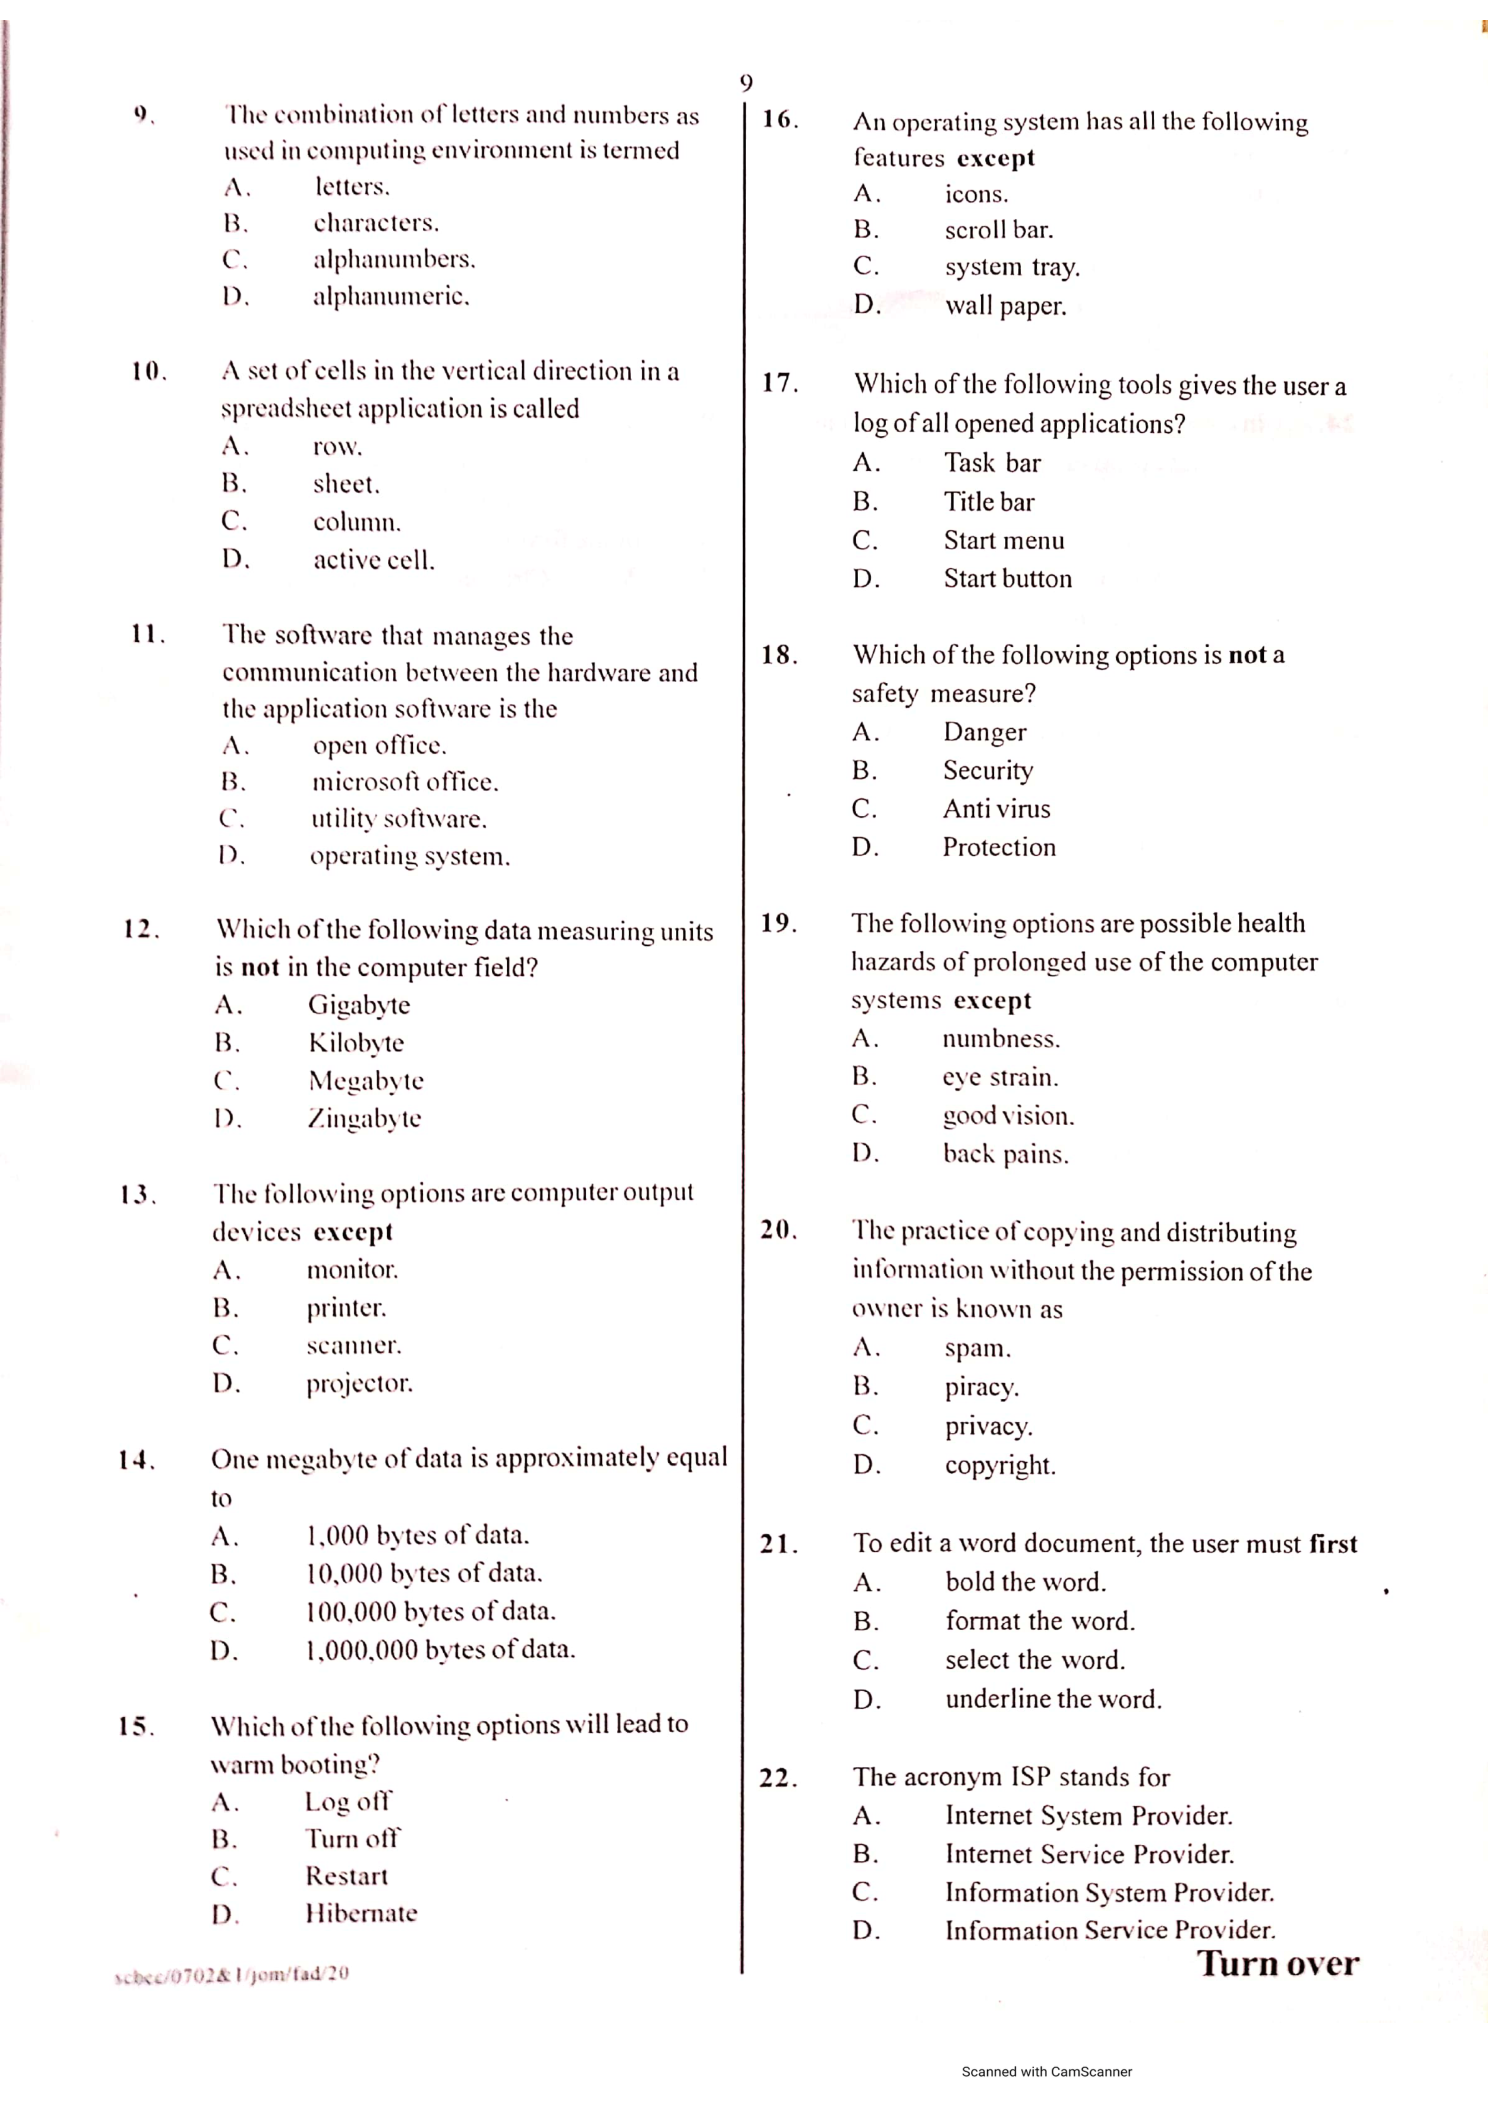 9
9. The combination of letters and numbers as
used in computing environment is termed
A. letters.
B. characters.
C. alphanumbers.
D. alphanumeric.
10. A set of cells in the vertical direction in a
spreadsheet application is called
A. row.
B. sheet.
C. column.
D. active cell.
11. The software that manages the
communication between the hardware and
the application software is the
A. open office.
B. microsoft office.
C. utility software.
D. operating system.
12. Which of the following data measuring units
is not in the computer field?
A. Gigabyte
B. Kilobyte
C. Megabyte
D. Zingabyte
13. The following options are computer output
devices except
A. monitor.
B. printer.
C. scanner.
D. projector.
14. One megabyte of data is approximately equal
to
A. 1,000 bytes of data.
B. 10,000 bytes of data.
C. 100,000 bytes of data.
D. 1,000,000 bytes of data.
15. Which of the following options will lead to
warm booting?
A. Log off
B. Turn off
C. Restart
D. Hibernate
16. An operating system has all the following
features except
A. icons.
B. scroll bar.
C. system tray.
D. wall paper.
17. Which of the following tools gives the user a
log of all opened applications?
A. Task bar
B. Title bar
C. Start menu
D. Start button
18. Which of the following options is not a
safety measure?
A. Danger
B. Security
C. Anti virus
D. Protection
19. The following options are possible health
hazards of prolonged use of the computer
systems except
A. numbness.
B. eye strain.
C. good vision.
D. back pains.
20. The practice of copying and distributing
information without the permission of the
owner is known as
A. spam.
B. piracy.
C. privacy.
D. copyright.
21. To edit a word document, the user must first
A. bold the word.
B. format the word.
C. select the word.
D. underline the word.
22. The acronym ISP stands for
A. Internet System Provider.
B. Internet Service Provider.
C. Information System Provider.
D. Information Service Provider.
scbec/0702&1/jom/fad/20
Turn over
Scanned with CamScanner